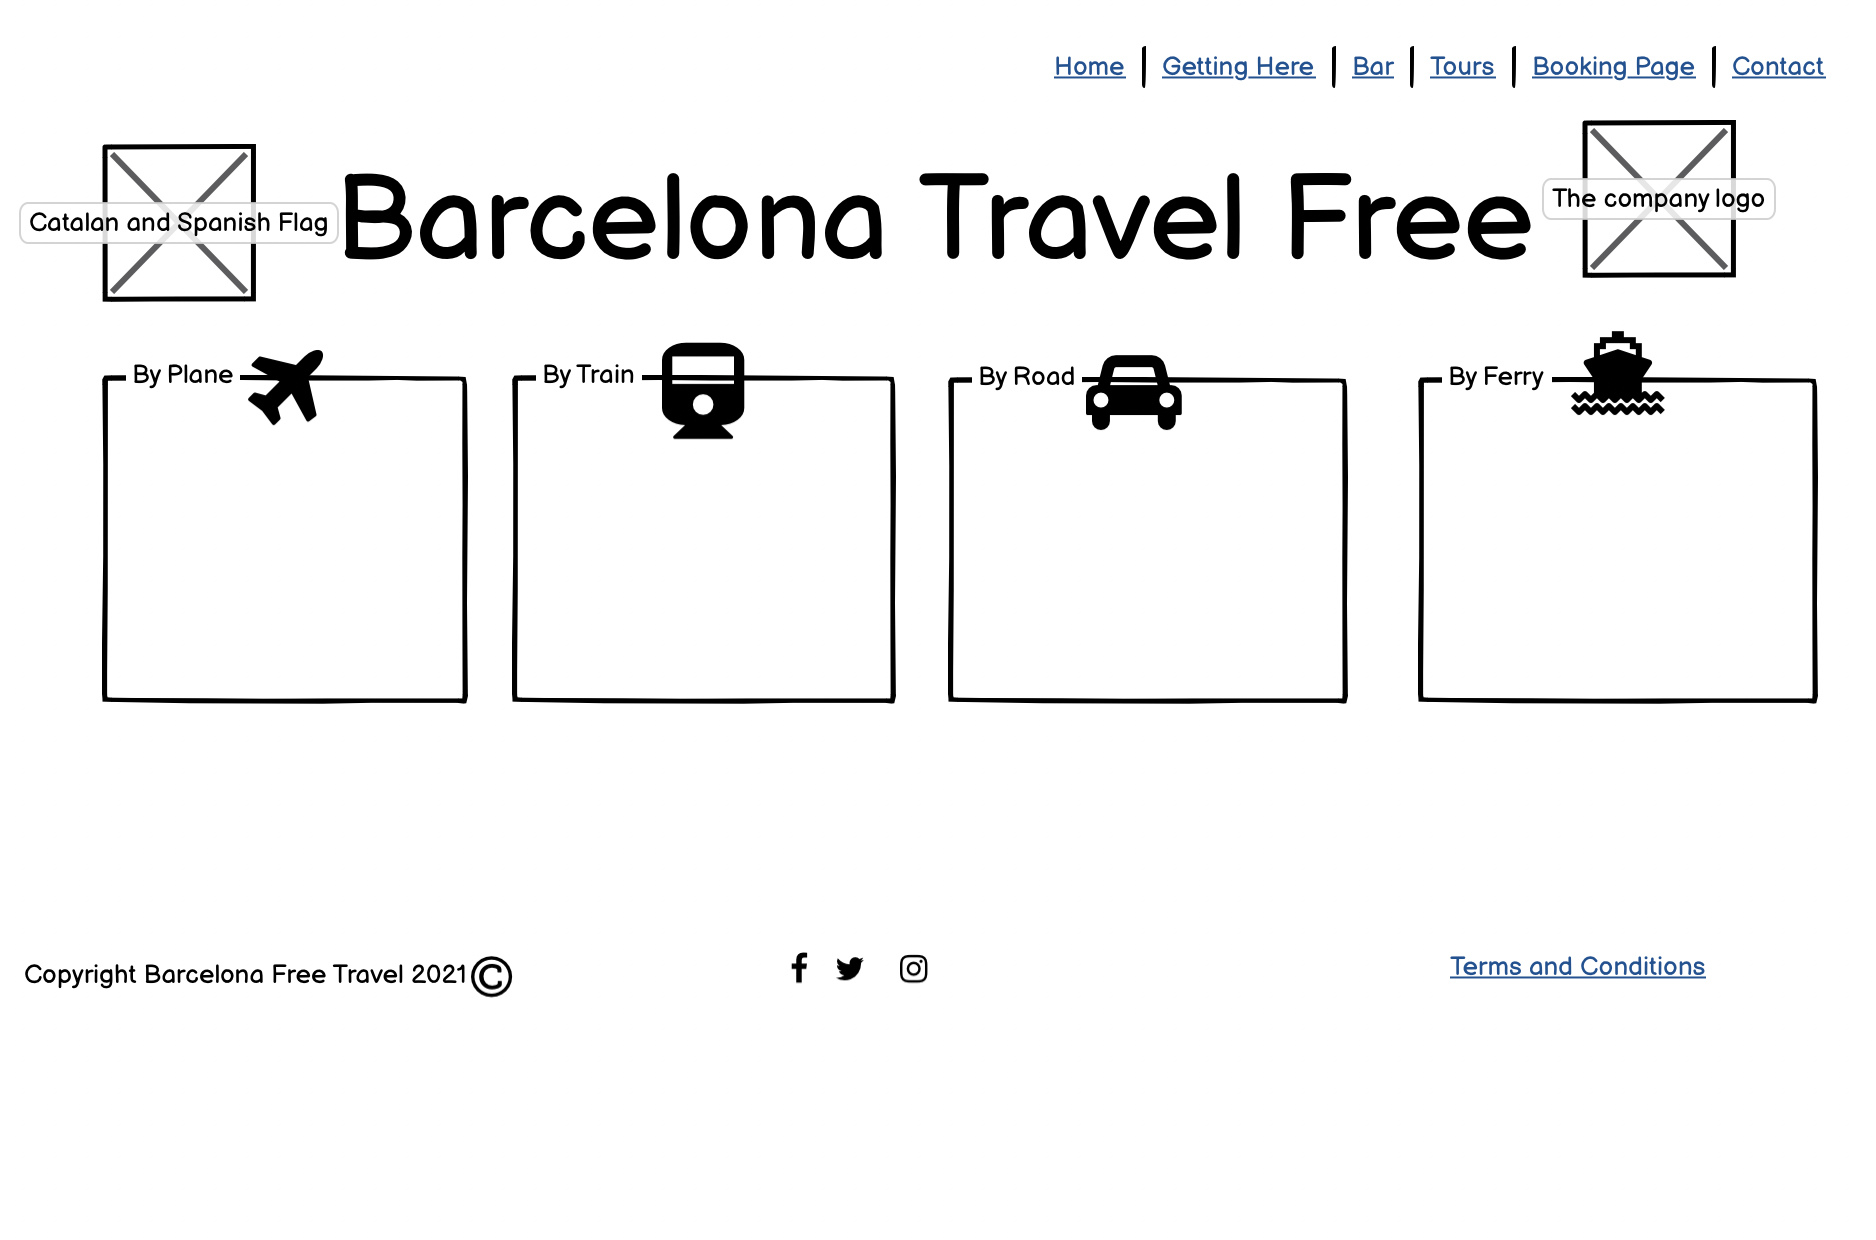 Home | Getting Here | Bar | Tours | Booking Page | Contact
Catalan and Spanish Flag
Barcelona Travel Free
The company logo
By Plane
By Train
By Road
By Ferry
Copyright Barcelona Free Travel 2021 ©
Terms and Conditions